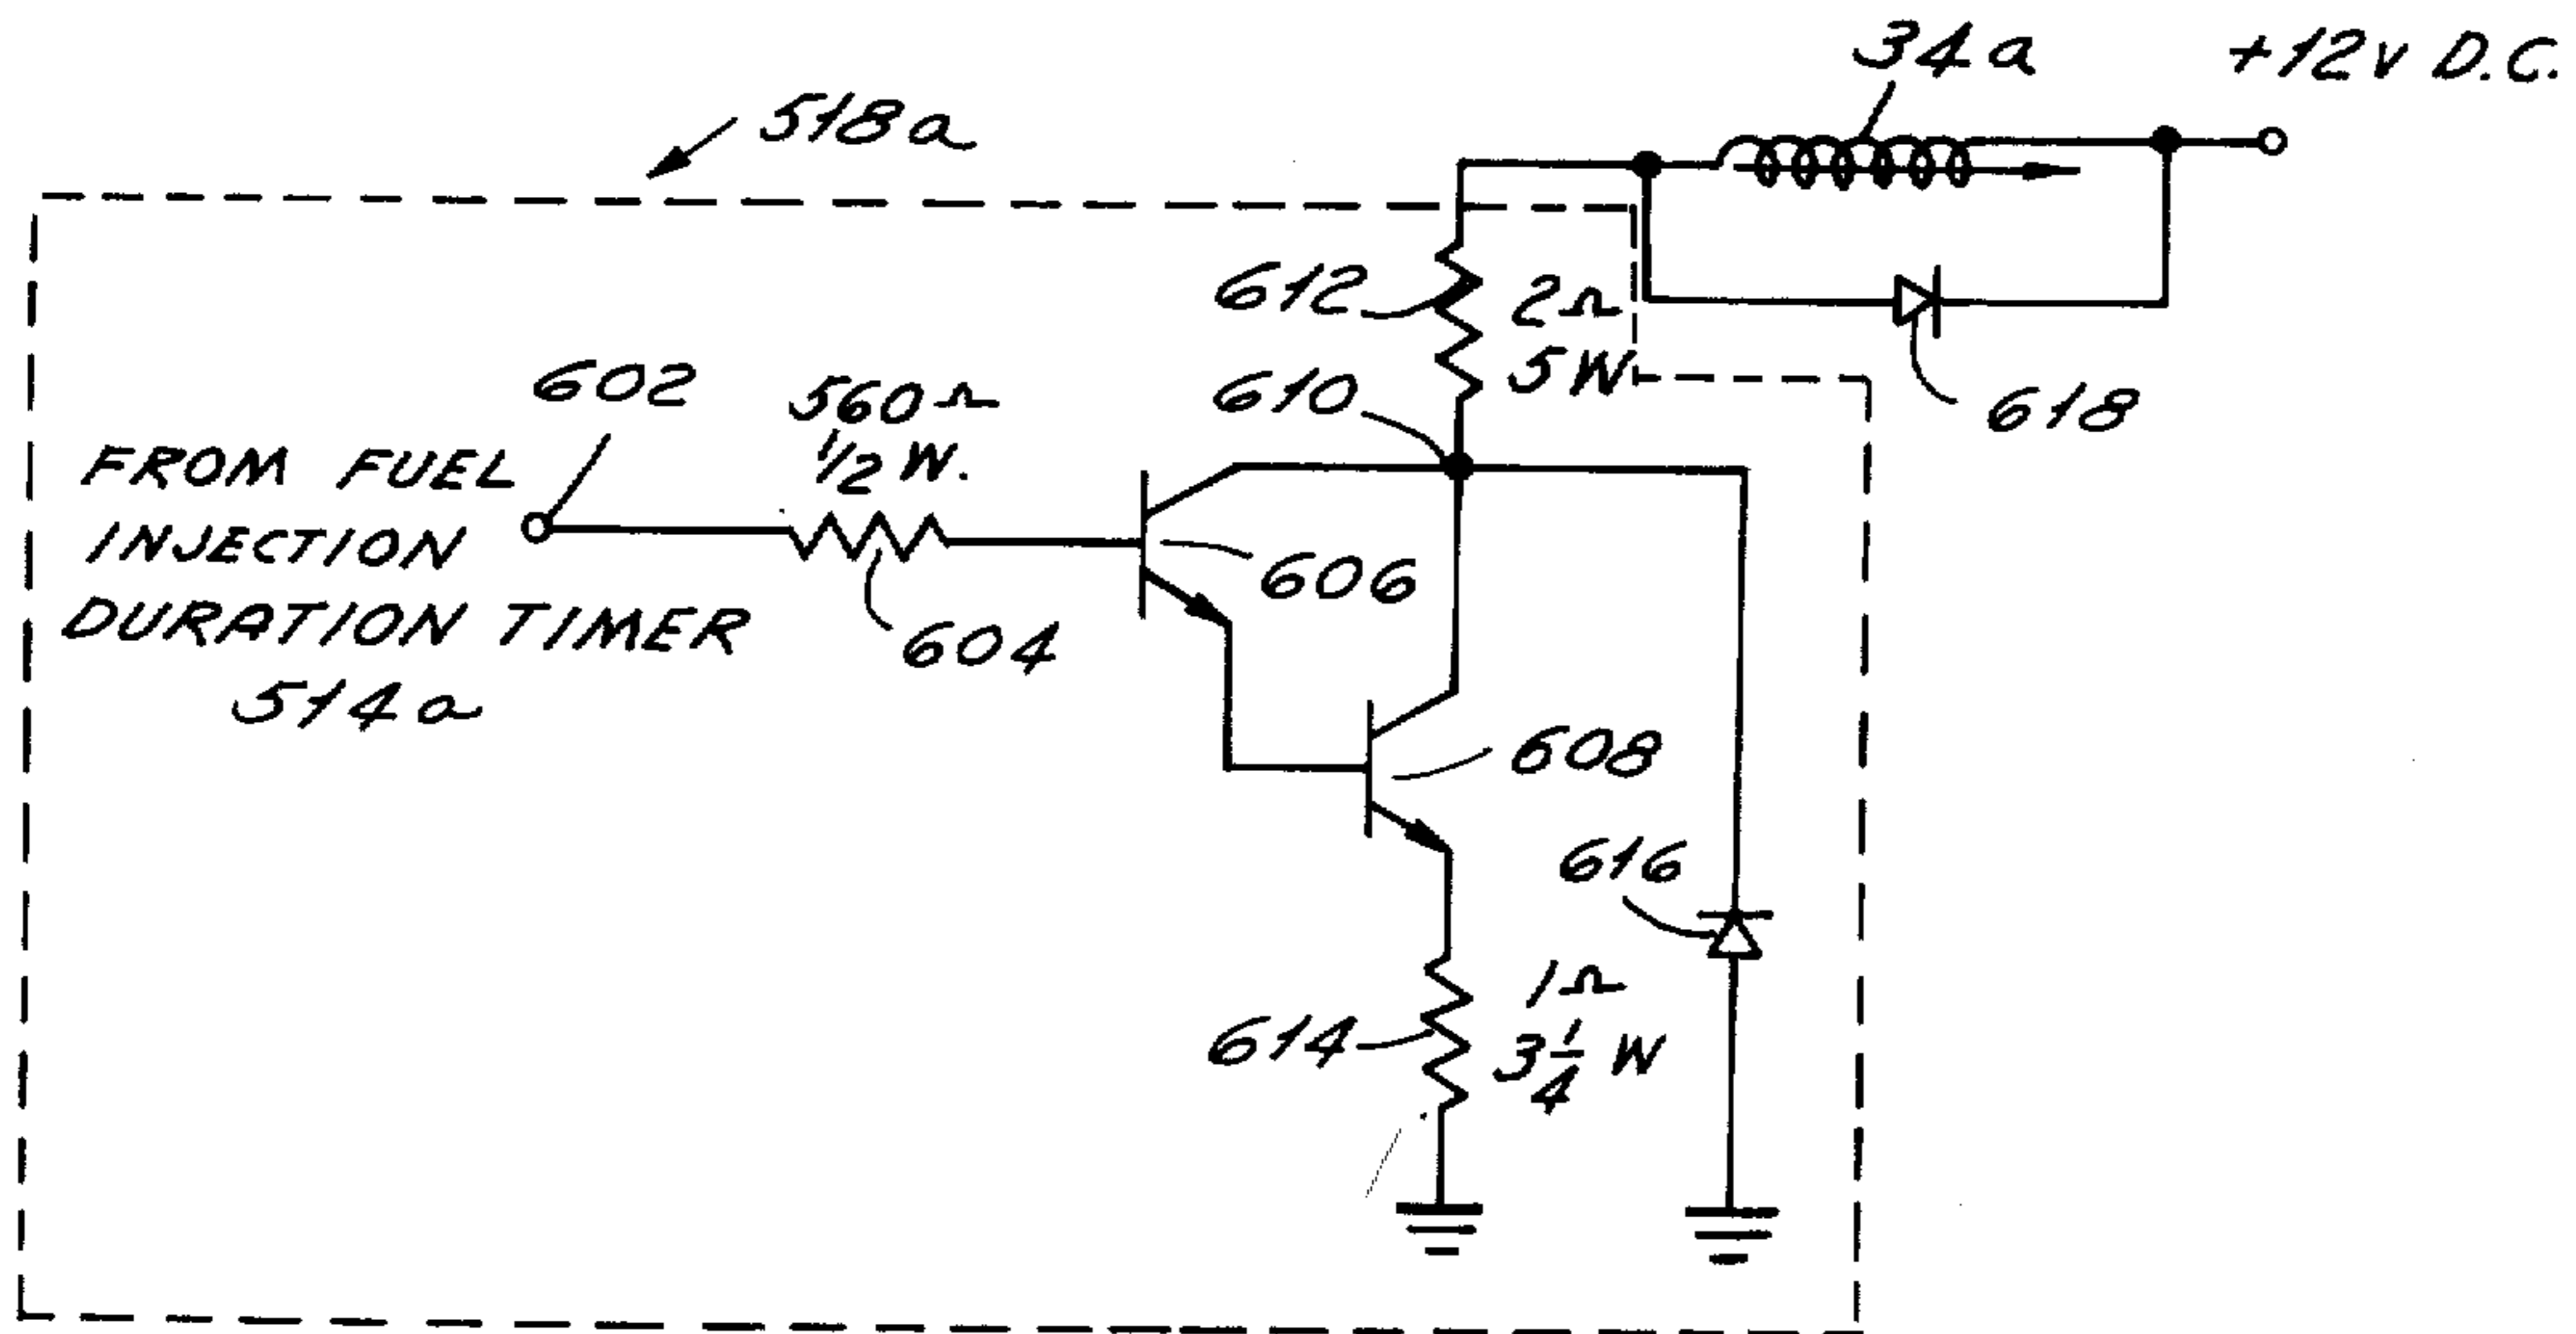 34a
+12v D.C.
518a
612
2Ω
5W
610
618
602
560Ω
1/2 W.
FROM FUEL
INJECTION
DURATION TIMER
514a
606
604
608
616
614
1Ω
3 1/4 W